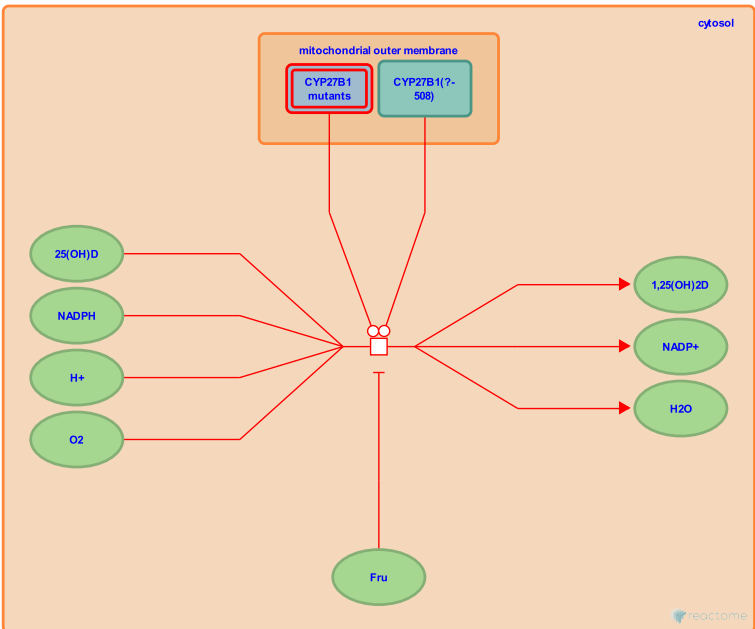 cytosol
mitochondrial outer membrane
CYP27B1
mutants
CYP27B1(?-
508)
25(OH)D
NADPH
H+
O2
1,25(OH)2D
NADP+
H2O
Fru
reactome